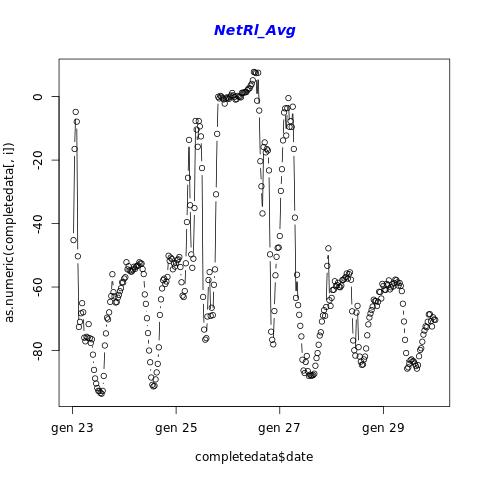 NetRl_Avg
as.numeric(completedata[, i])
0
-20
-40
-60
-80
gen 23
gen 25
gen 27
gen 29
completedata$date